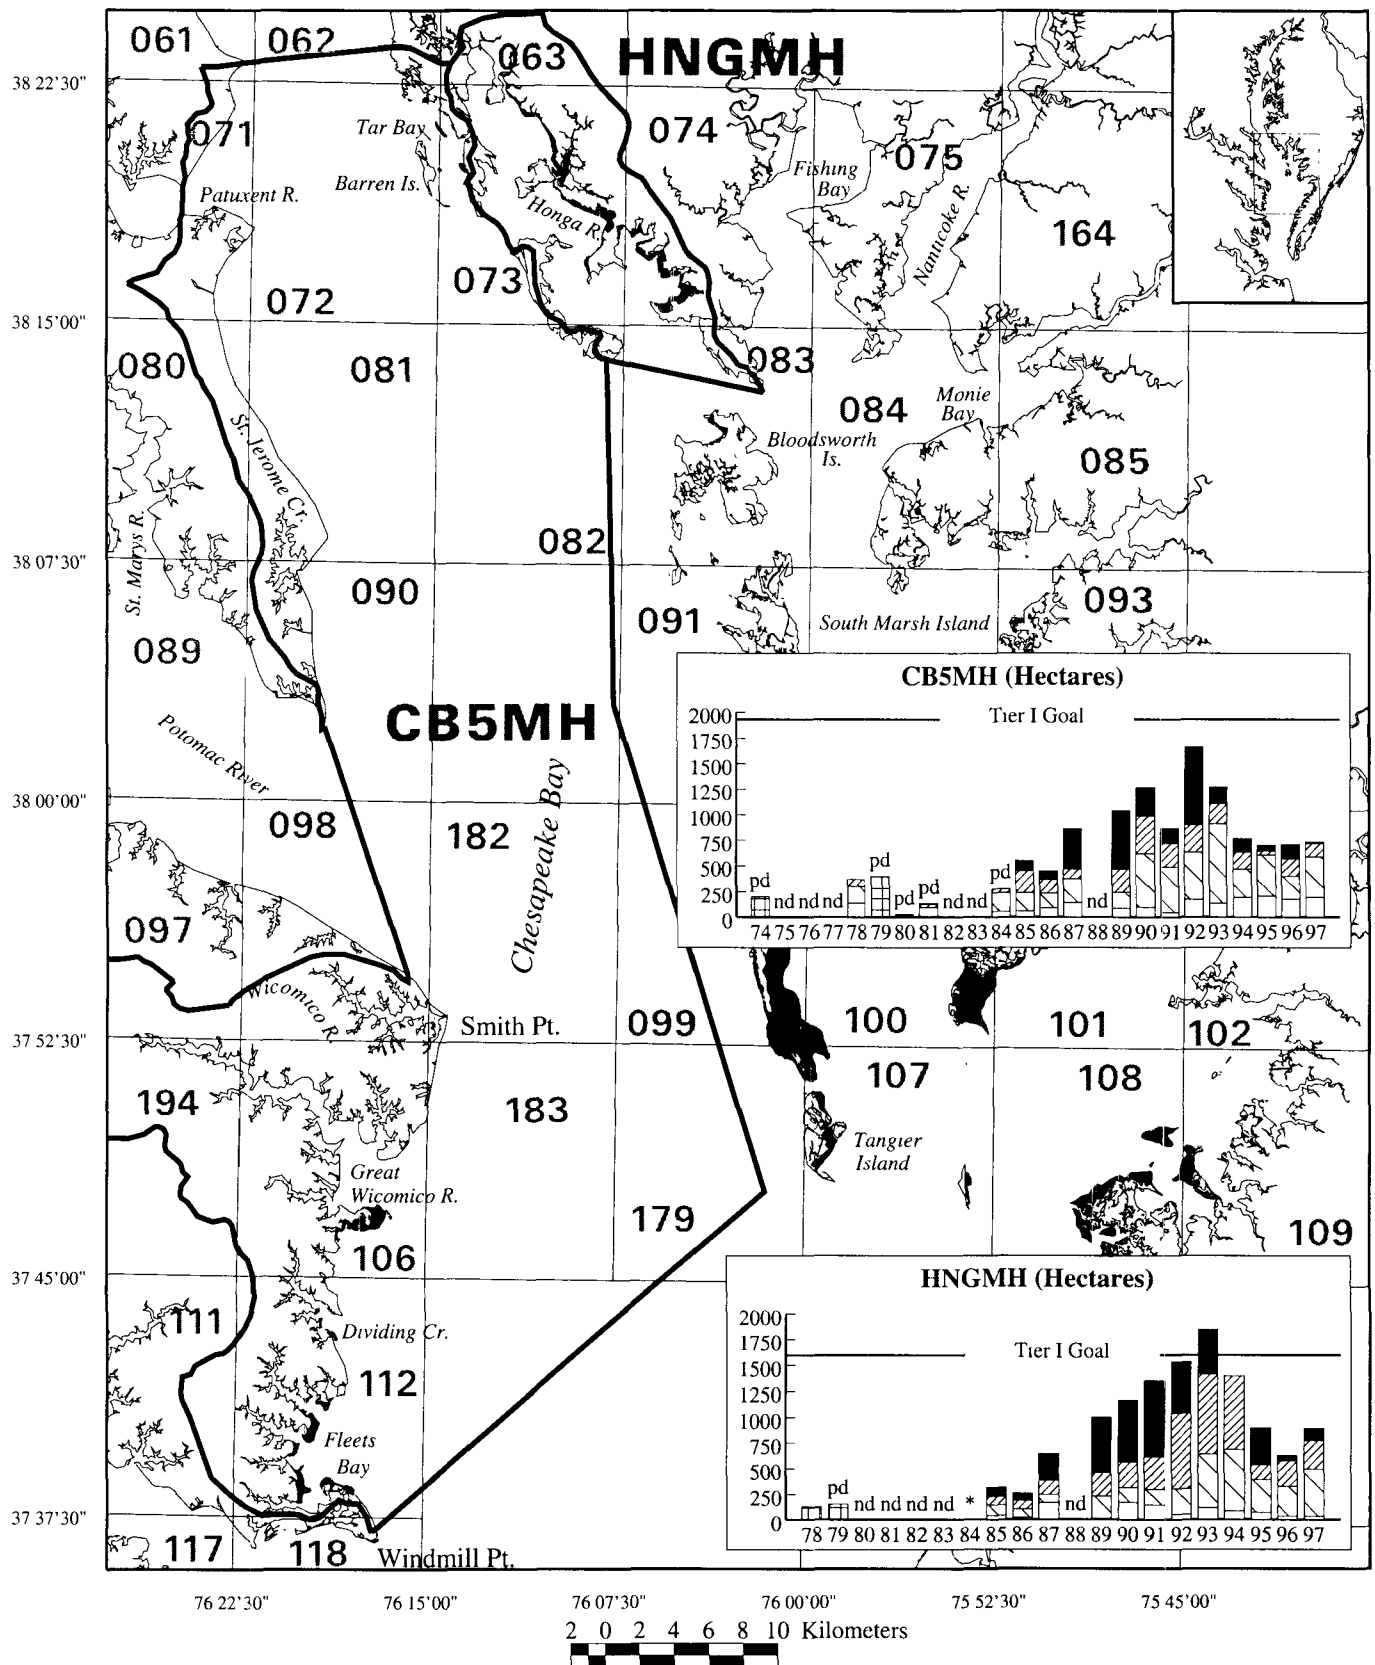 061
062
063
HNGMH
38 22'30"
071
Tar Bay
074
075
Fishing
Bay
Barren Is.
Patuxent R.
Honga R.
Nanticoke R.
164
073
072
38 15'00"
080
081
083
084
Monie
Bay
St. Jerome Cr.
Bloodsworth
Is.
085
St. Marys R.
082
38 07'30"
090
091
093
South Marsh Island
089
CB5MH
Potomac River
Chesapeake Bay
38 00'00"
098
182
097
Wicomico R.
Smith Pt.
099
100
101
102
37 52'30"
107
108
194
183
Tangier
Island
Great
Wicomico R.
179
109
106
37 45'00"
111
Dividing Cr.
112
Fleets
Bay
37 37'30"
117
118
Windmill Pt.
CB5MH (Hectares)
Tier I Goal
2000
1750
1500
1250
1000
750
500
250
0
pd nd nd nd pd pd pd nd nd pd nd
74 75 76 77 78 79 80 81 82 83 84 85 86 87 88 89 90 91 92 93 94 95 96 97
HNGMH (Hectares)
Tier I Goal
2000
1750
1500
1250
1000
750
500
250
0
pd nd nd nd nd * nd
78 79 80 81 82 83 84 85 86 87 88 89 90 91 92 93 94 95 96 97
76 22'30" 76 15'00" 76 07'30" 76 00'00" 75 52'30" 75 45'00"
2 0 2 4 6 8 10 Kilometers